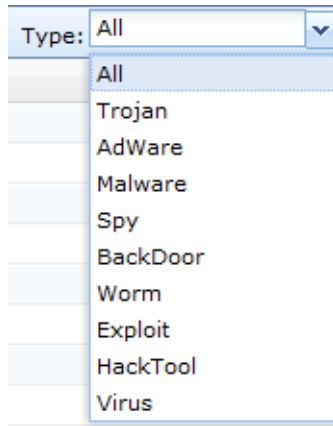 Type: All
All
Trojan
AdWare
Malware
Spy
BackDoor
Worm
Exploit
HackTool
Virus